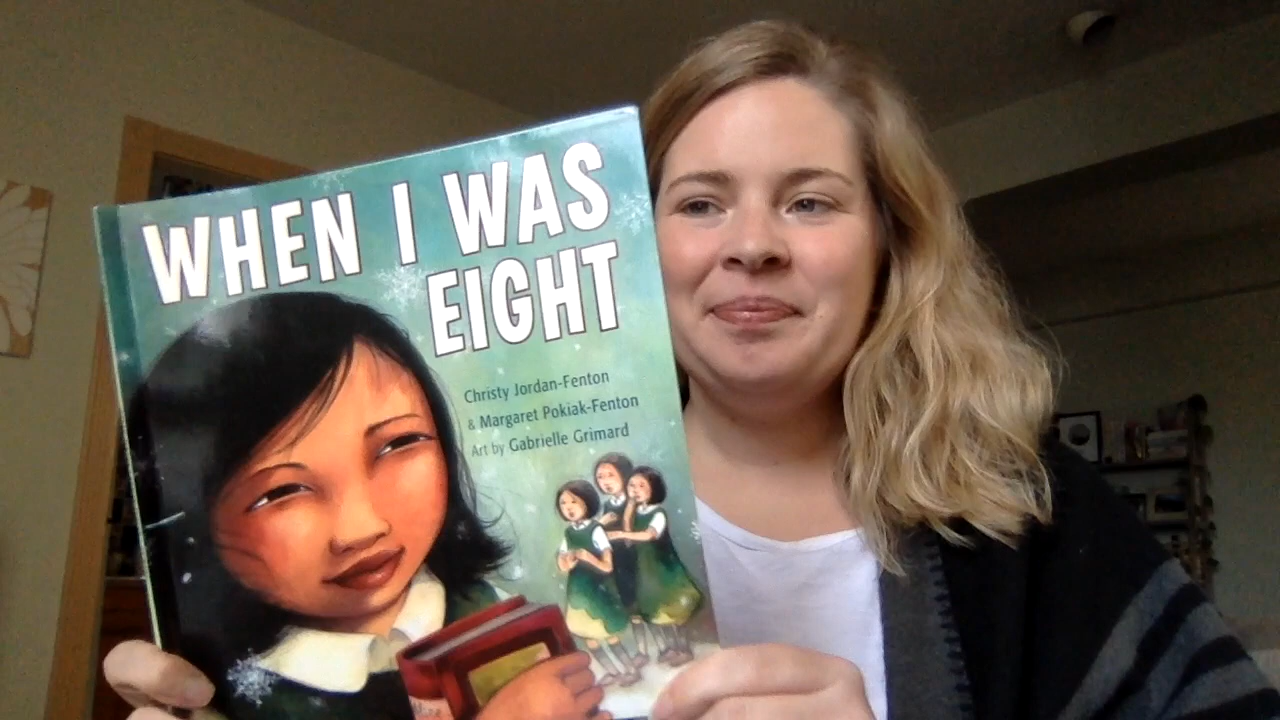 WHEN I WAS
EIGHT
Christy Jordan-Fenton
& Margaret Pokiak-Fenton
Art by Gabrielle Grimard